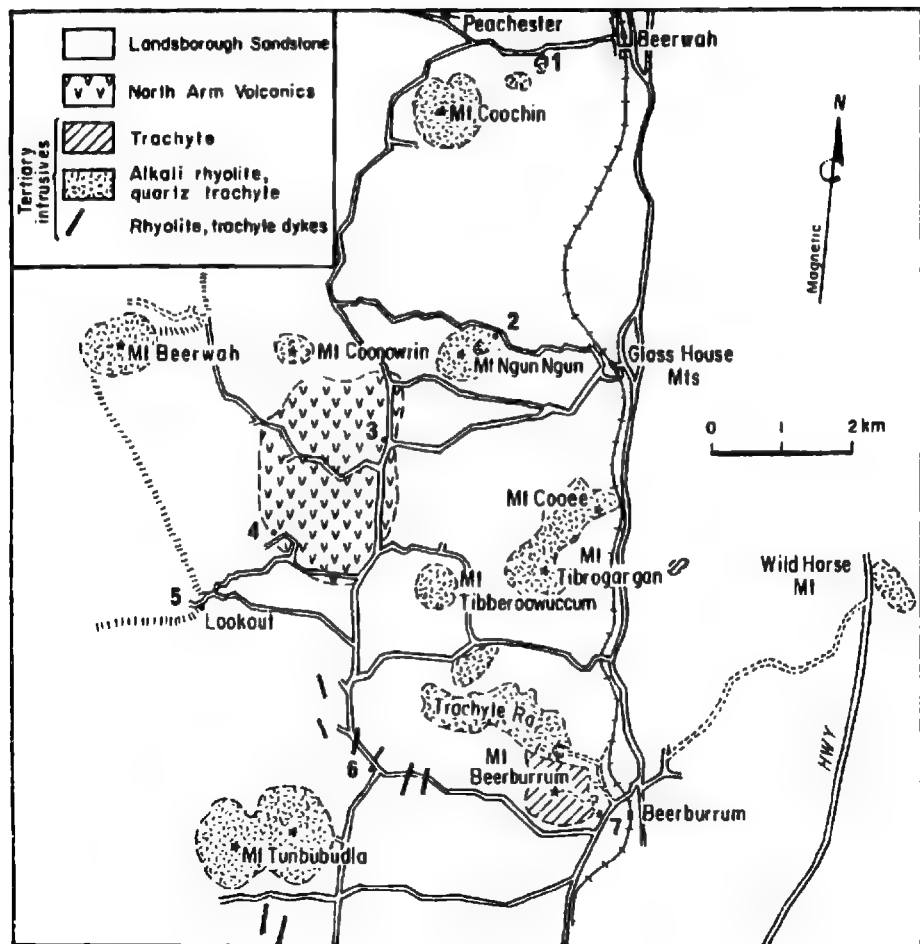 Landsborough Sandstone
North Arm Volcanics
Tertiary
intrusives
Trachyte
Alkali rhyolite,
quartz trachyte
Rhyolite, trachyte dykes
Peachester
Beerwah
1
Mt Coochin
N
Magnetic
2
Mt Beerwah
Mt Coonowrin
Mt Ngun Ngun
Glass House
Mts
3
0 1 2 km
Mt Cooee
4
Mt
Tibrogargan
Wild Horse
Mt
Mt
Tibberoowuccum
5
Lookout
Trachyte Ra
Mt
Beerburrum
6
HWY
Beerburrum
7
Mt Tunbubudla